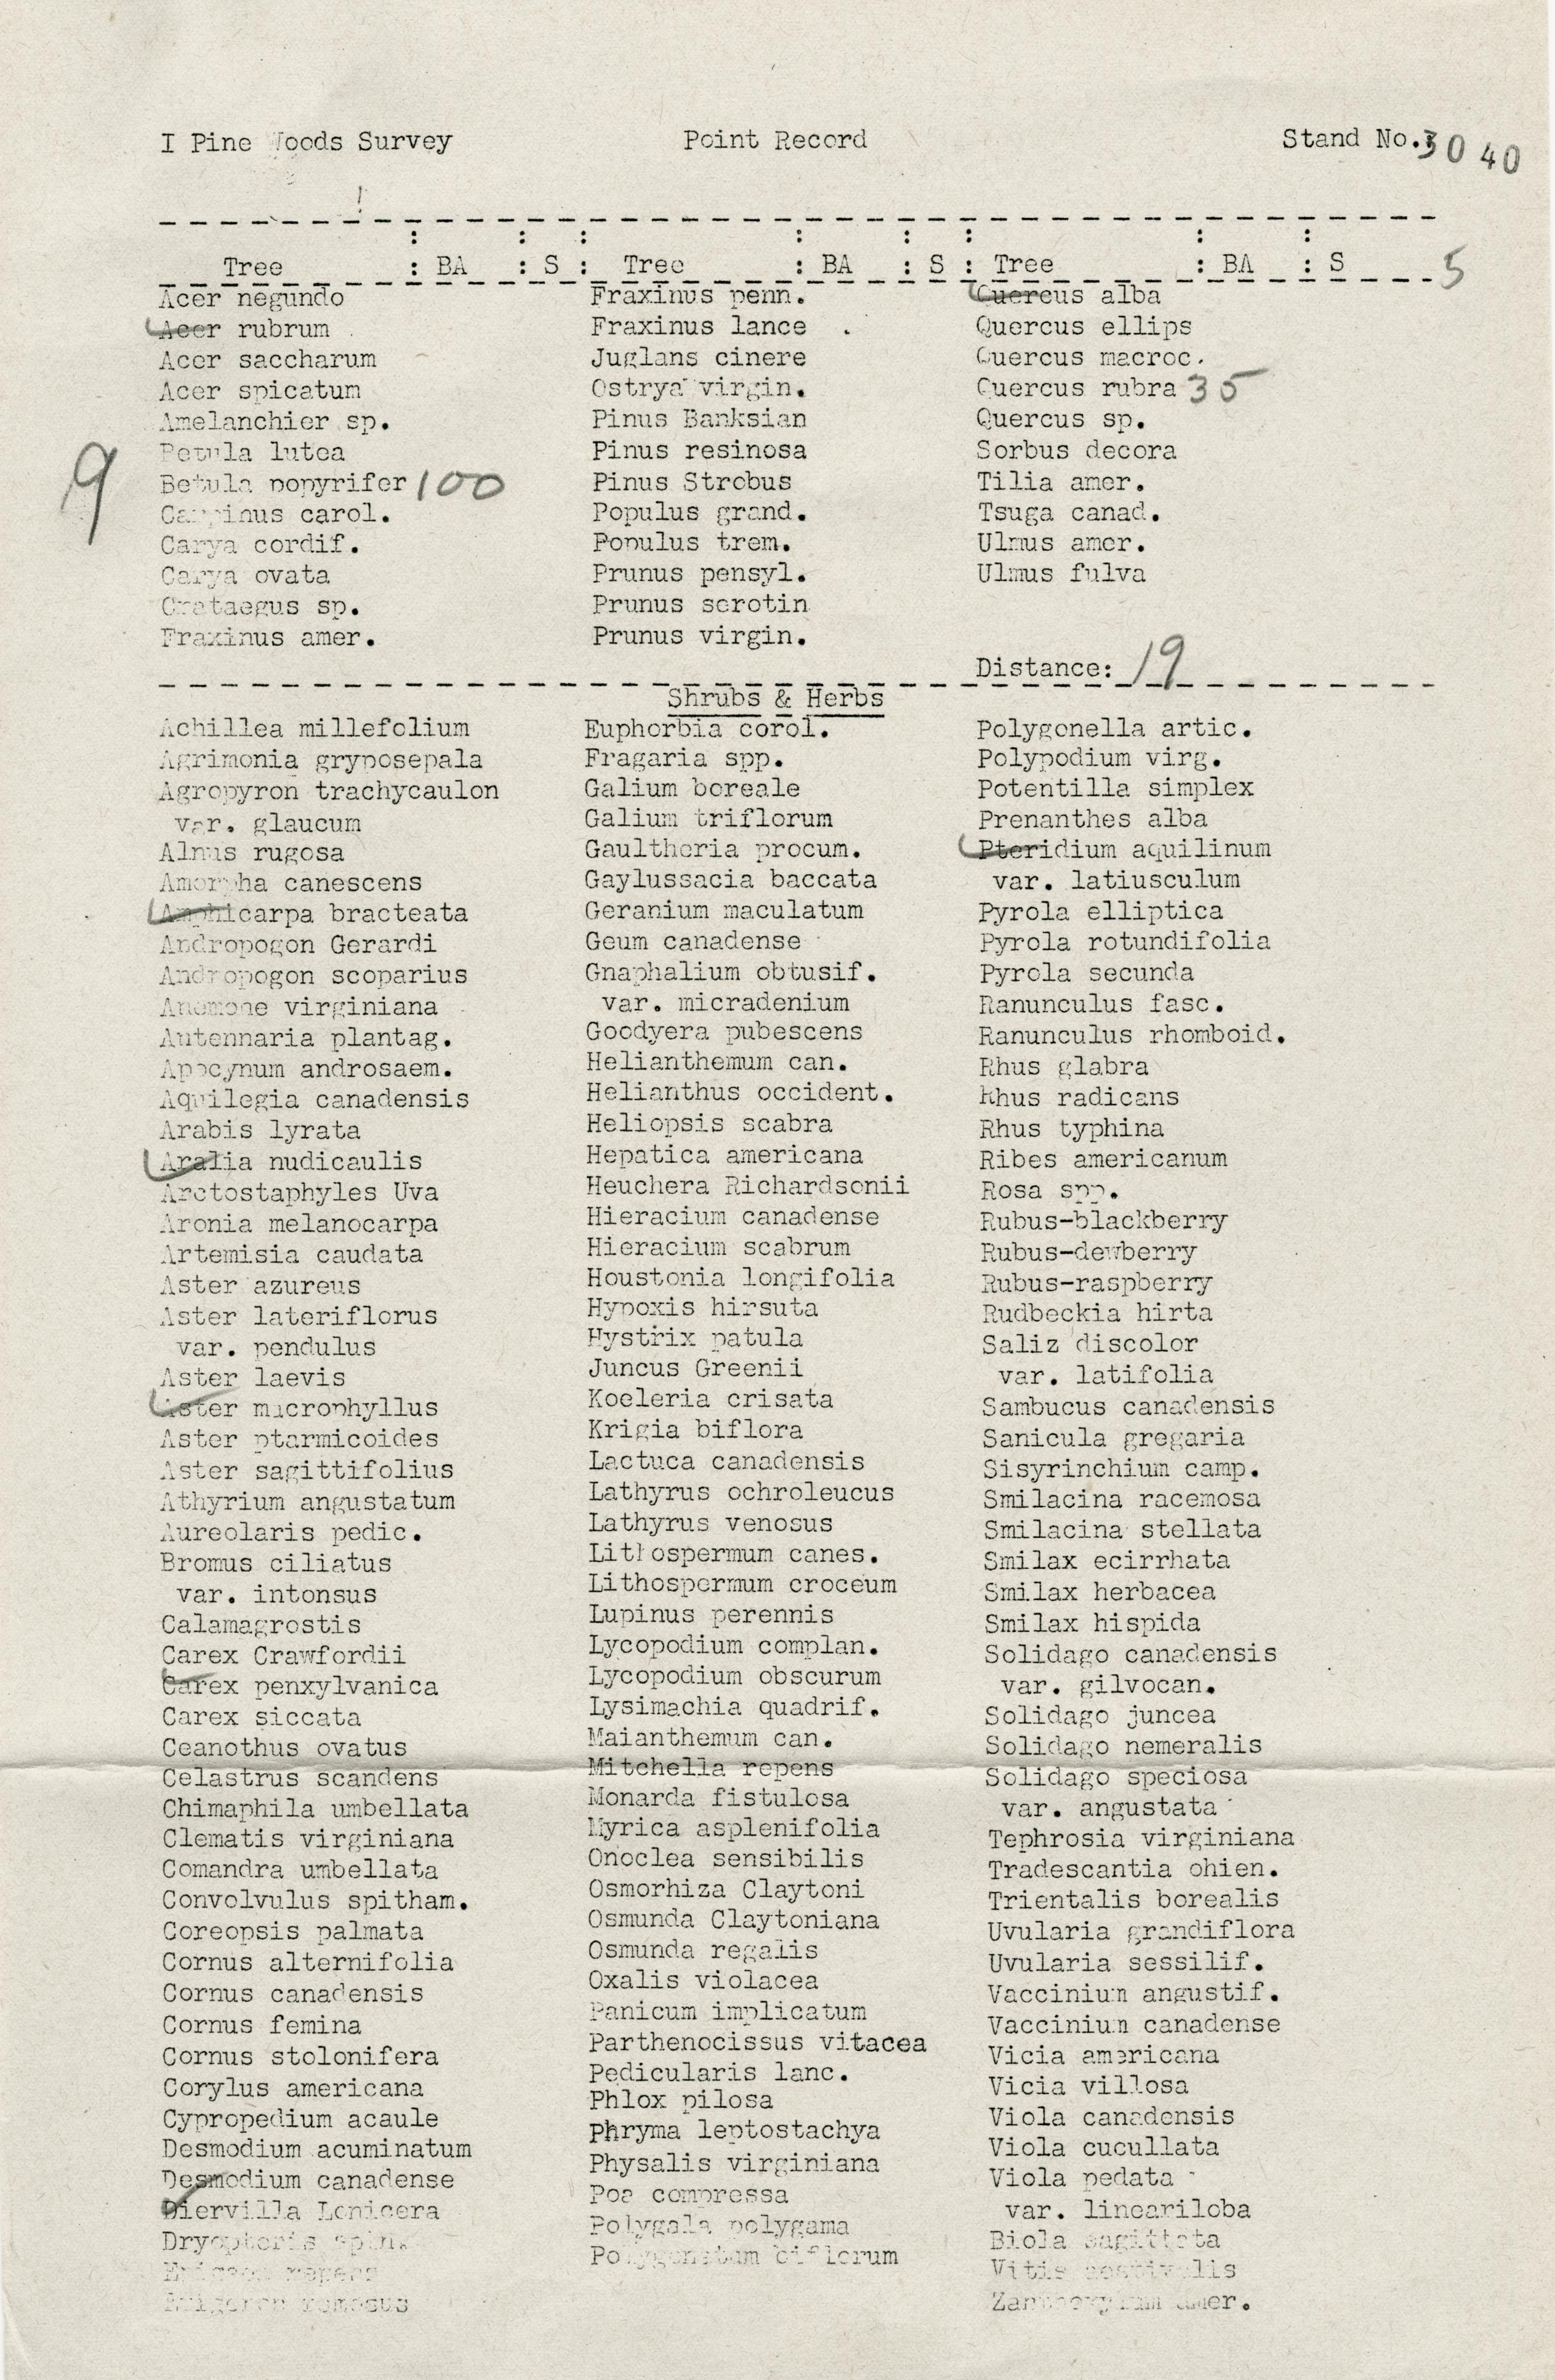 I Pine Woods Survey Point Record Stand No. 3040
Tree : BA : S : Tree : BA : S : Tree : BA : S 5
Acer negundo Fraxinus penn. Quercus alba
Acer rubrum Fraxinus lance . Quercus ellips
Acer saccharum Juglans cinere Quercus macroc.
Acer spicatum Ostrya virgin. Quercus rubra 35
Amelanchier sp. Pinus Banksian Quercus sp.
Betula lutea Pinus resinosa Sorbus decora
9 Betula popyrifer 100 Pinus Strobus Tilia amer.
Carpinus carol. Populus grand. Tsuga canad.
Carya cordif. Populus trem. Ulmus amer.
Carya ovata Prunus pensyl. Ulmus fulva
Crataegus sp. Prunus serotin
Fraxinus amer. Prunus virgin.
Distance: 19
Shrubs & Herbs
Achillea millefolium Euphorbia corol. Polygonella artic.
Agrimonia gryposepala Fragaria spp. Polypodium virg.
Agropyron trachycaulon Galium boreale Potentilla simplex
var. glaucum Galium triflorum Prenanthes alba
Alnus rugosa Gaultheria procum. Pteridium aquilinum
Amorpha canescens Gaylussacia baccata var. latiusculum
Amphicarpa bracteata Geranium maculatum Pyrola elliptica
Andropogon Gerardi Geum canadense Pyrola rotundifolia
Andropogon scoparius Gnaphalium obtusif. Pyrola secunda
Anemone virginiana var. micradenium Ranunculus fasc.
Antennaria plantag. Goodyera pubescens Ranunculus rhomboid.
Apocynum androsaem. Helianthemum can. Rhus glabra
Aquilegia canadensis Helianthus occident. Rhus radicans
Arabis lyrata Heliopsis scabra Rhus typhina
Aralia nudicaulis Hepatica americana Ribes americanum
Arctostaphyles Uva Heuchera Richardsonii Rosa spp.
Aronia melanocarpa Hieracium canadense Rubus-blackberry
Artemisia caudata Hieracium scabrum Rubus-dewberry
Aster azureus Houstonia longifolia Rubus-raspberry
Aster lateriflorus Hypoxis hirsuta Rudbeckia hirta
var. pendulus Hystrix patula Saliz discolor
Aster laevis Juncus Greenii var. latifolia
Aster macrophyllus Koeleria crisata Sambucus canadensis
Aster ptarmicoides Krigia biflora Sanicula gregaria
Aster sagittifolius Lactuca canadensis Sisyrinchium camp.
Athyrium angustatum Lathyrus ochroleucus Smilacina racemosa
Aureolaris pedic. Lathyrus venosus Smilacina stellata
Bromus ciliatus Lithospermum canes. Smilax ecirrhata
var. intonsus Lithospermum croceum Smilax herbacea
Calamagrostis Lupinus perennis Smilax hispida
Carex Crawfordii Lycopodium complan. Solidago canadensis
Carex penxylvanica Lycopodium obscurum var. gilvocan.
Carex siccata Lysimachia quadrif. Solidago juncea
Ceanothus ovatus Maianthemum can. Solidago nemeralis
Celastrus scandens Mitchella repens Solidago speciosa
Chimaphila umbellata Monarda fistulosa var. angustata
Clematis virginiana Myrica asplenifolia Tephrosia virginiana
Comandra umbellata Onoclea sensibilis Tradescantia ohien.
Convolvulus spitham. Osmorhiza Claytoni Trientalis borealis
Coreopsis palmata Osmunda Claytoniana Uvularia grandiflora
Cornus alternifolia Osmunda regalis Uvularia sessilif.
Cornus canadensis Oxalis violacea Vaccinium angustif.
Cornus femina Panicum implicatum Vaccinium canadense
Cornus stolonifera Parthenocissus vitacea Vicia americana
Corylus americana Pedicularis lanc. Vicia villosa
Cypropedium acaule Phlox pilosa Viola canadensis
Desmodium acuminatum Phryma leptostachya Viola cucullata
Desmodium canadense Physalis virginiana Viola pedata
Diervilla Lonicera Poa compressa var. lineariloba
Dryopteris spin. Polygala polygama Biola sagittata
repens Polygonatum biflorum Vitis aestivalis
Erigeron ramosus Zanthoxylum amer.